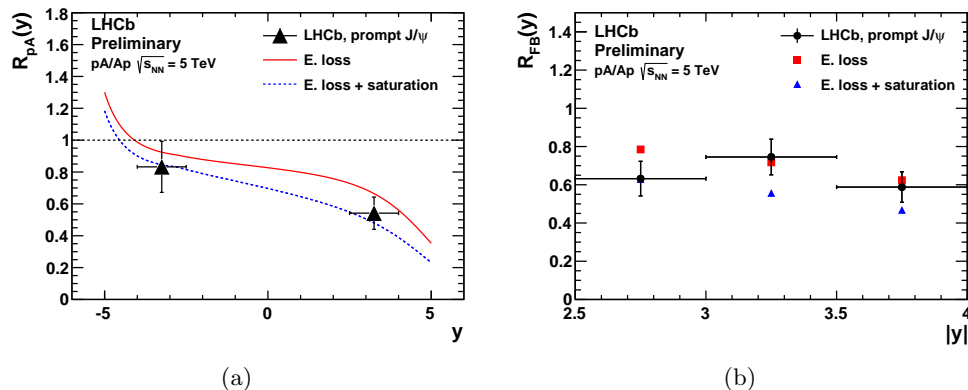 R_pA(y)
LHCb
Preliminary
pA/Ap √s_NN = 5 TeV
LHCb, prompt J/ψ
E. loss
E. loss + saturation
1.8
1.6
1.4
1.2
1
0.8
0.6
0.4
0.2
0
-5
0
5
y
(a)
R_FB(y)
LHCb
Preliminary
pA/Ap √s_NN = 5 TeV
LHCb, prompt J/ψ
E. loss
E. loss + saturation
1.4
1.2
1
0.8
0.6
0.4
0.2
0
2.5
3
3.5
4
|y|
(b)